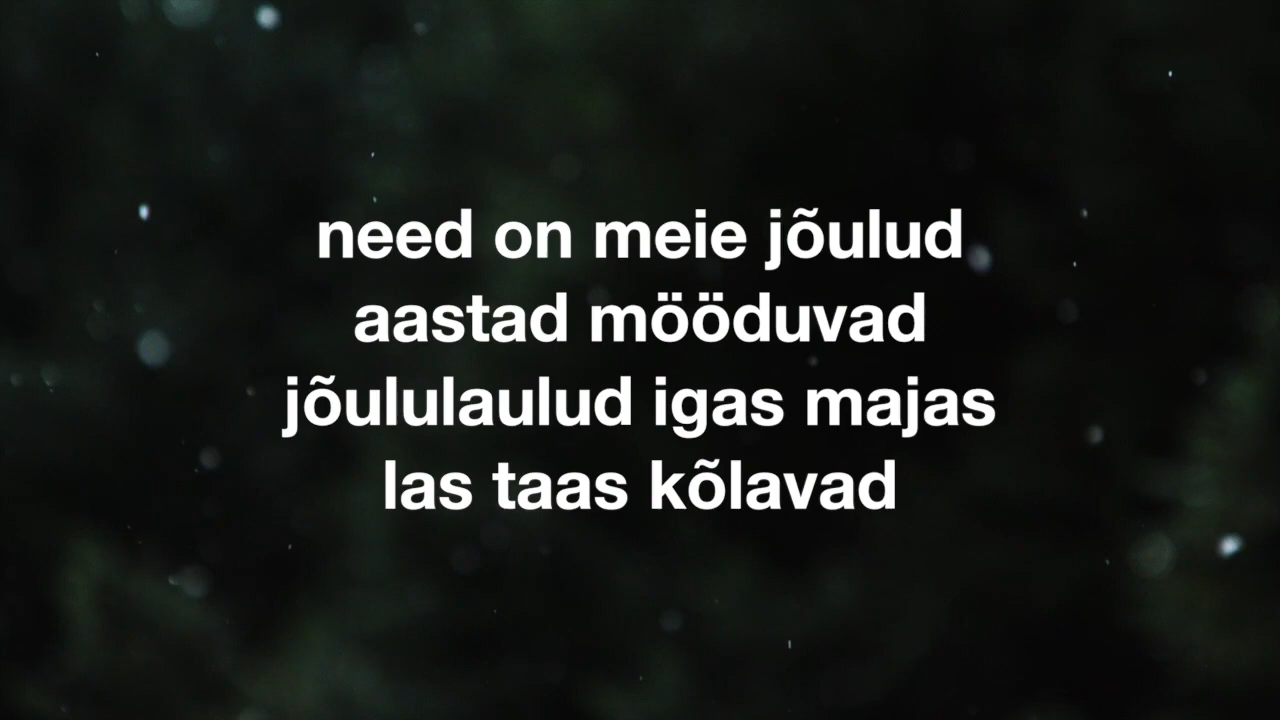 need on meie jõulud
aastad mööduvad
jõululaulud igas majas
las taas kõlavad